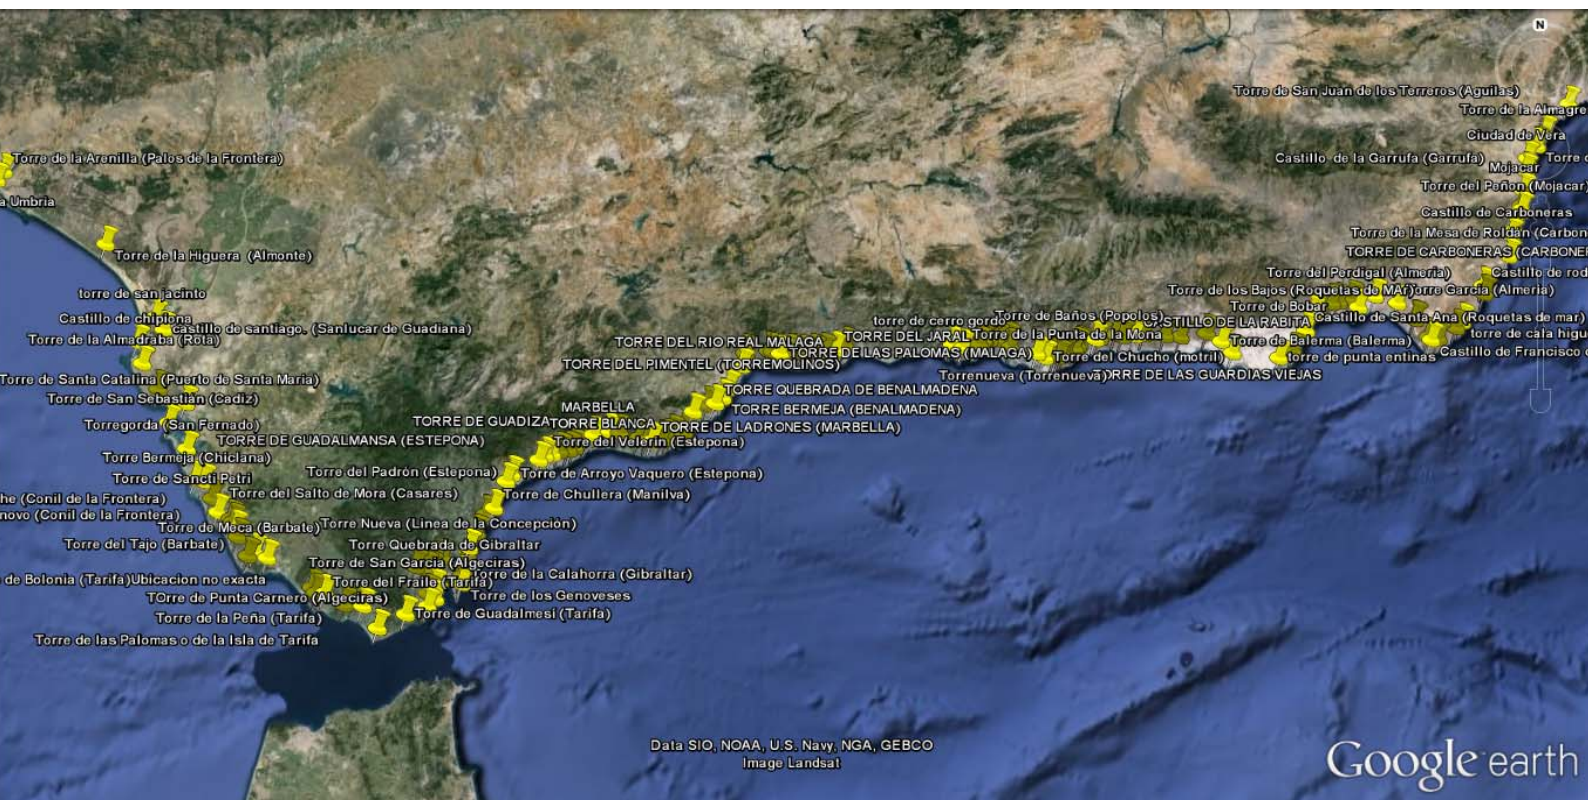 N
Torre de San Juan de los Terreros (Aguilas)
Torre de la Almagre
Ciudad de Vera
Torre de la Arenilla (Palos de la Frontera)
Castillo de la Garrufa (Garrufa)
Torre
Mojacar
Torre del Peñon (Mojacar)
a Umbria
Castillo de Carboneras
Torre de la Mesa de Roldan (Carbon
Torre de la Higuera (Almonte)
TORRE DE CARBONERAS (CARBONE
Torre del Perdigal (Almeria)
Castillo de rod
torre de san jacinto
Torre de los Bajos (Roquetas de
Torre Garcia (Almeria)
Torre de Bobar
Castillo de chipiona
castillo de santiago. (Sanlucar de Guadiana)
torre de cerro gordo
Torre de Baños (Popolos)
CASTILLO DE LA RABITA
Castillo de Santa Ana (Roquetas de mar)
Torre de la Almadraba (Rota)
TORRE DEL RIO REAL MALAGA
TORRE DEL JARAL
Torre de la Punta de la Mona
Torre de Balerma (Balerma)
torre de cala higu
TORRE DE LAS PALOMAS (MALAGA)
Torre del Chucho (motril)
torre de punta entinas
Castillo de Francisco
TORRE DEL PIMENTEL (TORREMOLINOS)
Torrenueva (Torrenueva)
TORRE DE LAS GUARDIAS VIEJAS
Torre de Santa Catalina (Puerto de Santa Maria)
TORRE QUEBRADA DE BENALMADENA
Torre de San Sebastian (Cadiz)
MARBELLA
TORRE BERMEJA (BENALMADENA)
Torregorda (San Fernado)
TORRE DE GUADIZA
TORRE BLANCA
TORRE DE LADRONES (MARBELLA)
TORRE DE GUADALMANSA (ESTEPONA)
Torre del Velerin (Estepona)
Torre Bermeja (Chiclana)
Torre del Padrón (Estepona)
Torre de Arroyo Vaquero (Estepona)
Torre de Sancti Petri
he (Conil de la Frontera)
Torre del Salto de Mora (Casares)
Torre de Chullera (Manilva)
novo (Conil de la Frontera)
Torre de Meca (Barbate)
Torre Nueva (Linea de la Concepción)
Torre del Tajo (Barbate)
Torre Quebrada de Gibraltar
Torre de San Garcia (Algeciras)
de Bolonia (Tarifa)Ubicacion no exacta
Torre del Fraile (Tarifa)
Torre de la Calahorra (Gibraltar)
TOrre de Punta Carnero (Algeciras)
Torre de los Genoveses
Torre de la Peña (Tarifa)
Torre de Guadalmesi (Tarifa)
Torre de las Palomas o de la Isla de Tarifa
Data SIO, NOAA, U.S. Navy, NGA, GEBCO
Image Landsat
Google earth